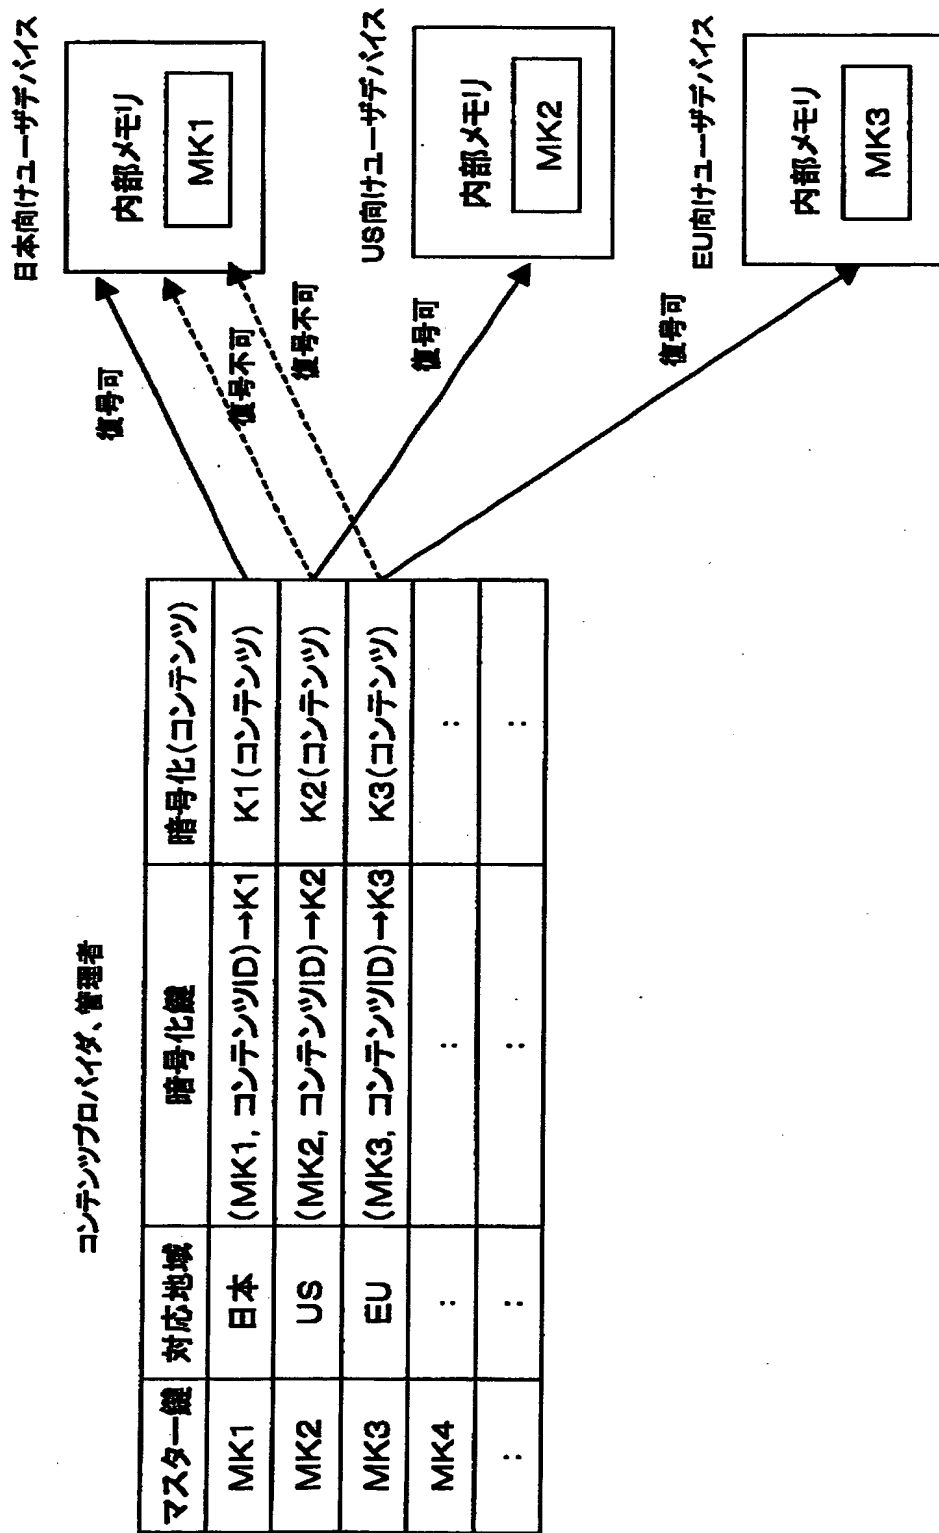 コンテンツプロバイダ、管理者
マスター鍵 対応地域 暗号化鍵 暗号化(コンテンツ)
MK1 日本 (MK1, コンテンツID)→K1 K1(コンテンツ)
MK2 US (MK2, コンテンツID)→K2 K2(コンテンツ)
MK3 EU (MK3, コンテンツID)→K3 K3(コンテンツ)
MK4 : : :
: : : :
復号可
復号不可
復号不可
復号可
復号可
日本向けユーザデバイス
内部メモリ
MK1
US向けユーザデバイス
内部メモリ
MK2
EU向けユーザデバイス
内部メモリ
MK3